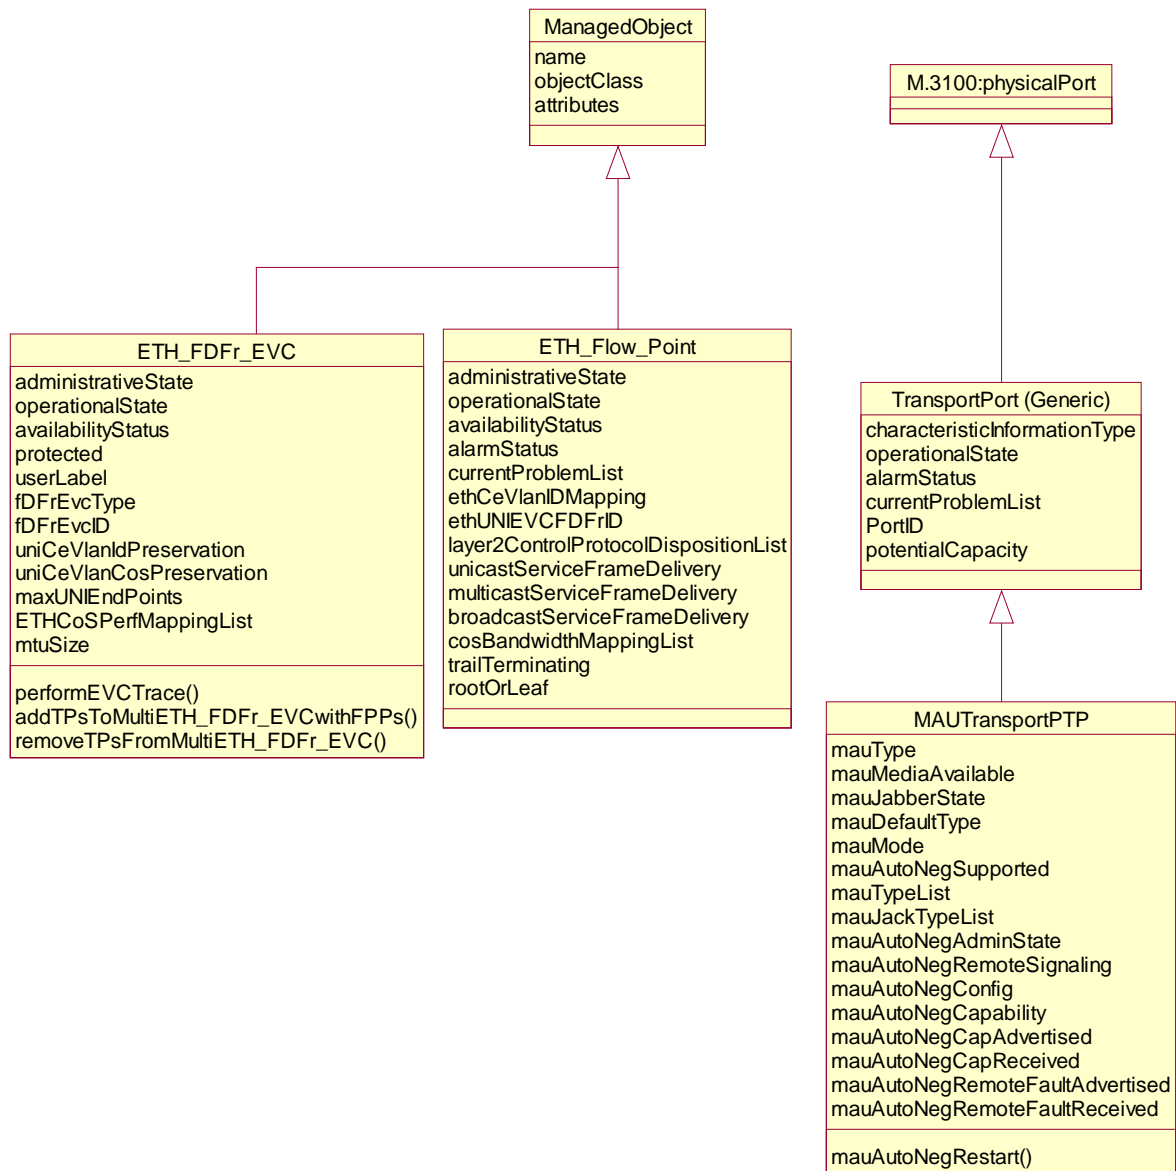 ManagedObject
name
objectClass
attributes
M.3100:physicalPort
ETH_FDFr_EVC
administrativeState
operationalState
availabilityStatus
protected
userLabel
fDFrEvcType
fDFrEvcID
uniCeVlanIdPreservation
uniCeVlanCosPreservation
maxUNIEndPoints
ETHCoSPerfMappingList
mtuSize
performEVCTrace()
addTPsToMultiETH_FDFr_EVCwithFPPs()
removeTPsFromMultiETH_FDFr_EVC()
ETH_Flow_Point
administrativeState
operationalState
availabilityStatus
alarmStatus
currentProblemList
ethCeVlanIDMapping
ethUNIEVCFDFrID
layer2ControlProtocolDispositionList
unicastServiceFrameDelivery
multicastServiceFrameDelivery
broadcastServiceFrameDelivery
cosBandwidthMappingList
trailTerminating
rootOrLeaf
TransportPort (Generic)
characteristicInformationType
operationalState
alarmStatus
currentProblemList
PortID
potentialCapacity
MAUTransportPTP
mauType
mauMediaAvailable
mauJabberState
mauDefaultType
mauMode
mauAutoNegSupported
mauTypeList
mauJackTypeList
mauAutoNegAdminState
mauAutoNegRemoteSignaling
mauAutoNegConfig
mauAutoNegCapability
mauAutoNegCapAdvertised
mauAutoNegCapReceived
mauAutoNegRemoteFaultAdvertised
mauAutoNegRemoteFaultReceived
mauAutoNegRestart()